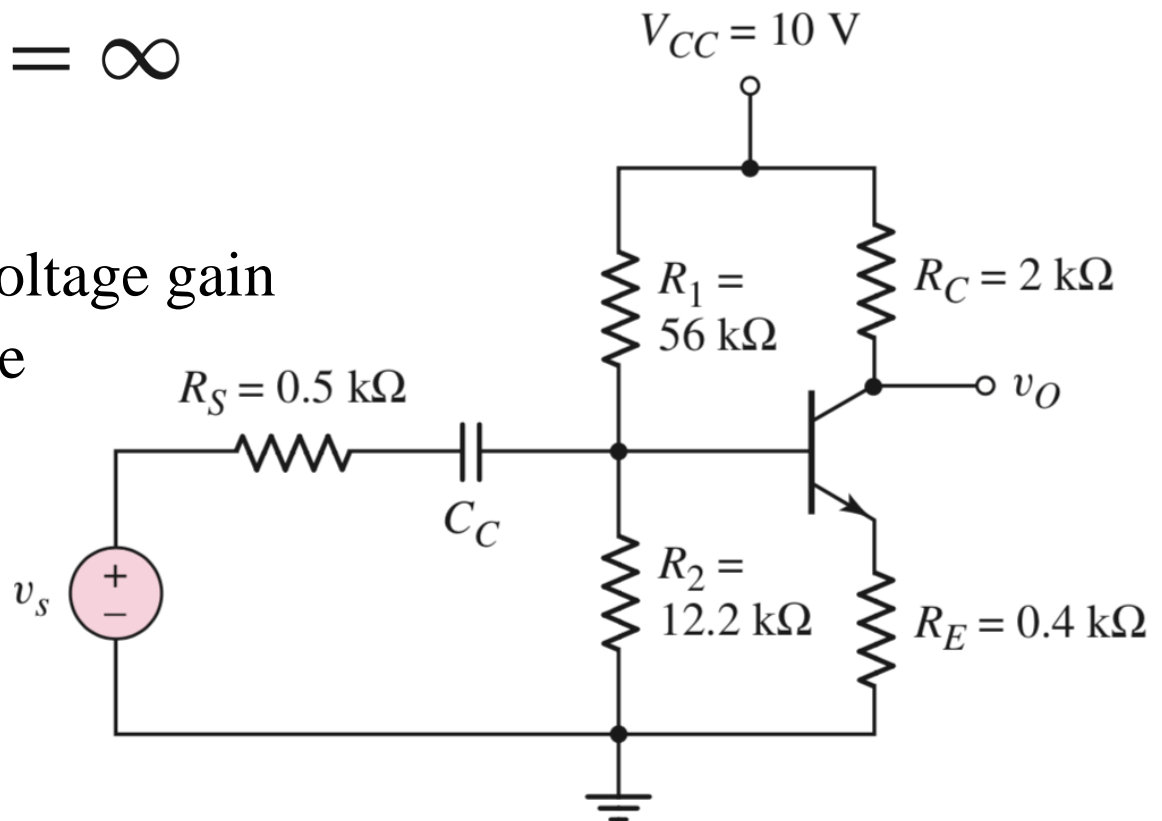 = ∞
V_CC = 10 V
oltage gain
e
R_1 =
56 kΩ
R_C = 2 kΩ
R_S = 0.5 kΩ
v_O
C_C
+
−
v_s
R_2 =
12.2 kΩ
R_E = 0.4 kΩ